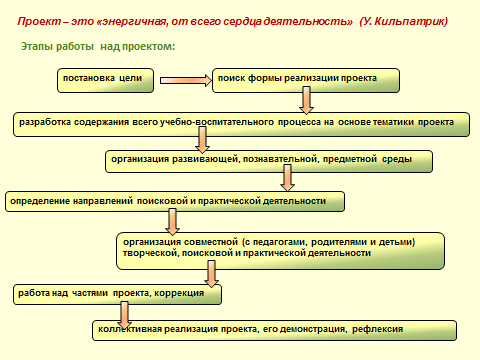 Проект – это «энергичная, от всего сердца деятельность» (У. Кильпатрик)
Этапы работы над проектом:
постановка цели
поиск формы реализации проекта
разработка содержания всего учебно-воспитательного процесса на основе тематики проекта
организация развивающей, познавательной, предметной среды
определение направлений поисковой и практической деятельности
организация совместной (с педагогами, родителями и детьми)
творческой, поисковой и практической деятельности
работа над частями проекта, коррекция
коллективная реализация проекта, его демонстрация, рефлексия